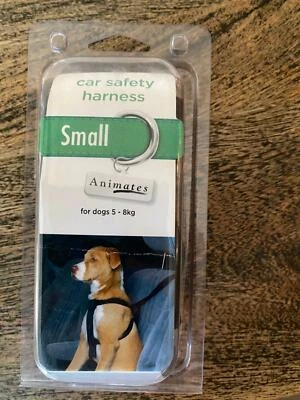 car safety
harness
Small
Animates
for dogs 5 - 8kg